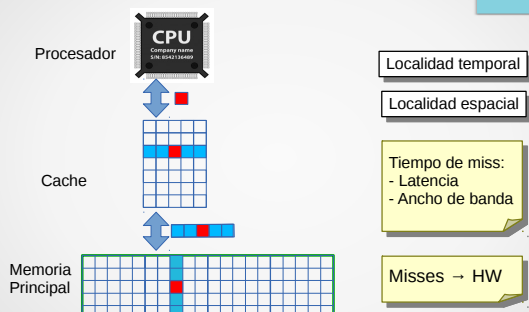 Procesador
CPU
Company name
S/N: 8542136489
Localidad temporal
Localidad espacial
Cache
Tiempo de miss:
- Latencia
- Ancho de banda
Memoria
Principal
Misses → HW